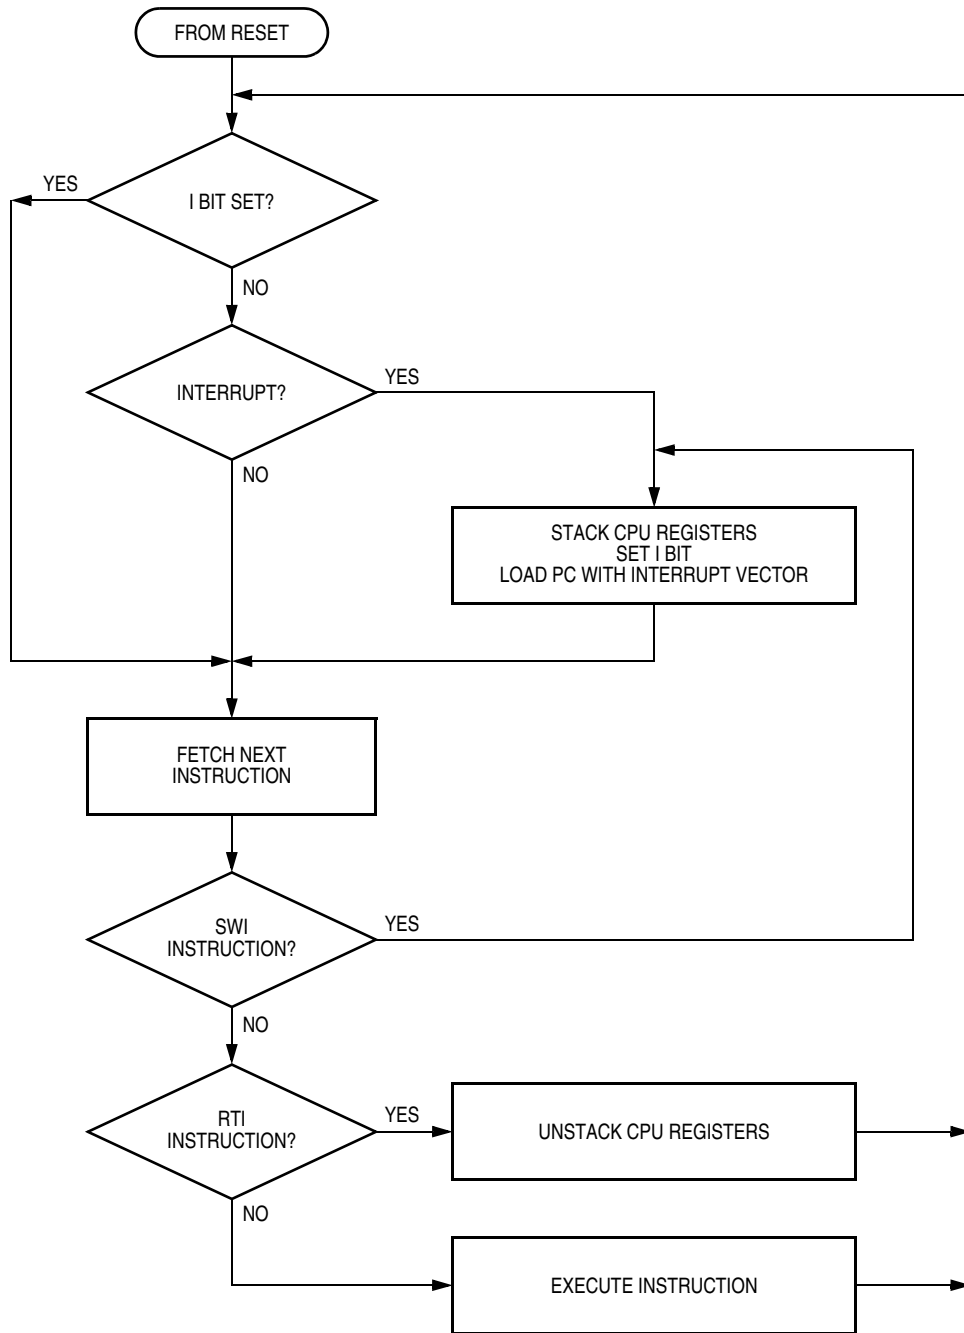 FROM RESET
YES
I BIT SET?
NO
INTERRUPT?
YES
NO
STACK CPU REGISTERS
SET I BIT
LOAD PC WITH INTERRUPT VECTOR
FETCH NEXT
INSTRUCTION
SWI
INSTRUCTION?
YES
NO
RTI
INSTRUCTION?
YES
UNSTACK CPU REGISTERS
NO
EXECUTE INSTRUCTION